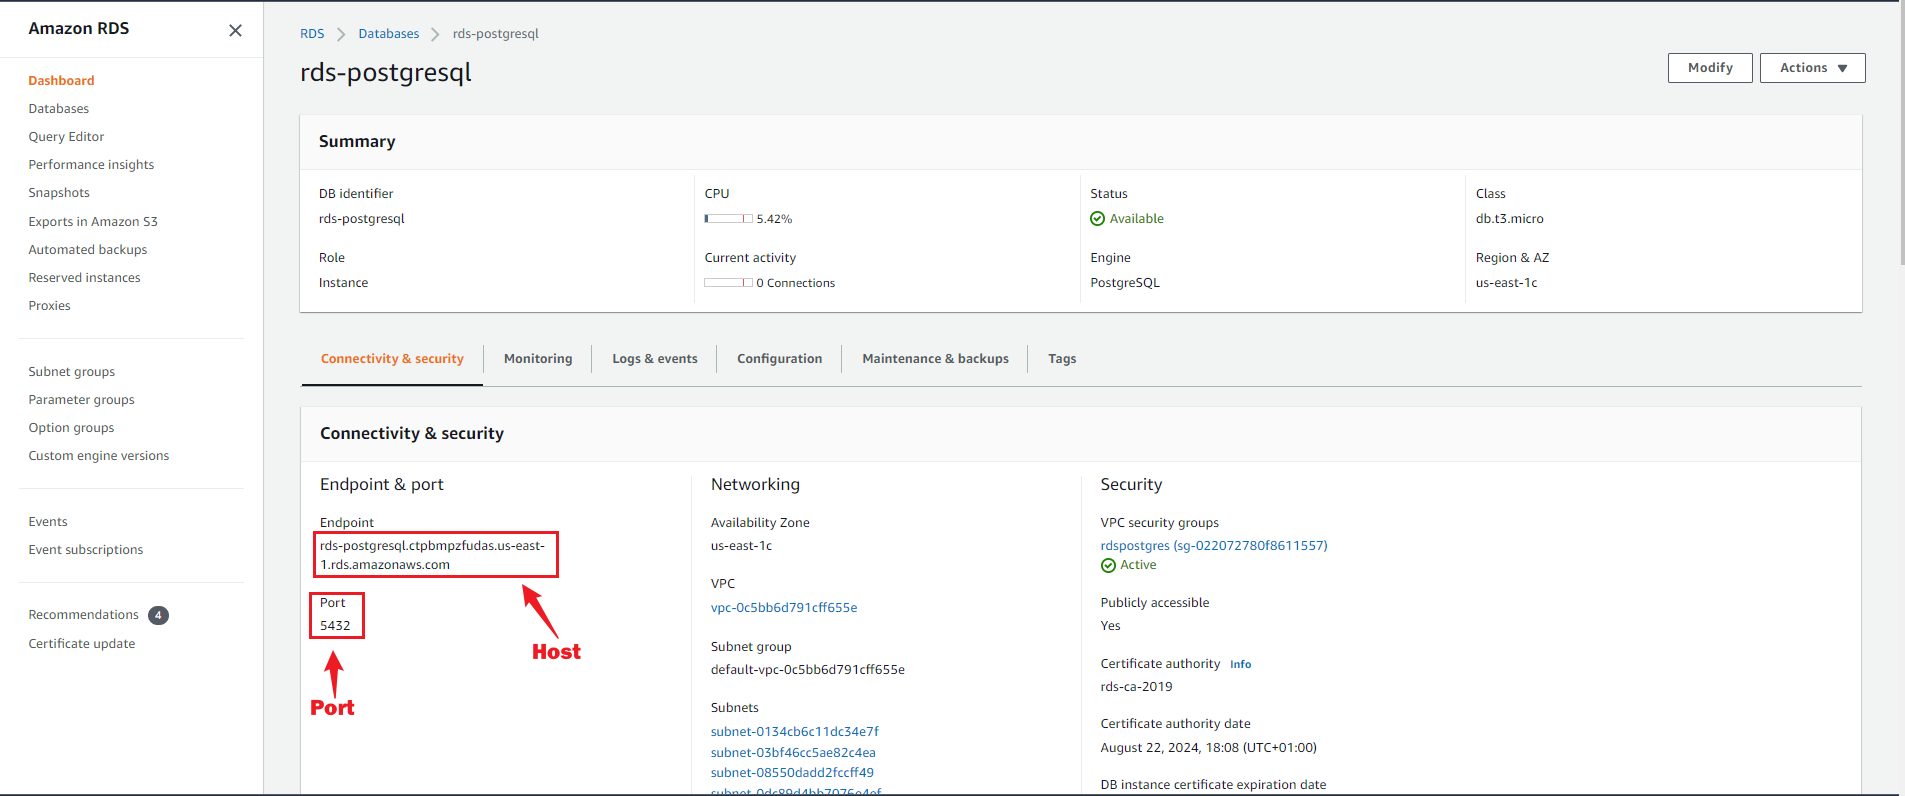 Amazon RDS
Dashboard
Databases
Query Editor
Performance insights
Snapshots
Exports in Amazon S3
Automated backups
Reserved instances
Proxies
Subnet groups
Parameter groups
Option groups
Custom engine versions
Events
Event subscriptions
Recommendations 4
Certificate update
RDS > Databases > rds-postgresql
rds-postgresql
Modify
Actions
Summary
DB identifier
rds-postgresql
Role
Instance
CPU
5.42%
Current activity
0 Connections
Status
Available
Engine
PostgreSQL
Class
db.t3.micro
Region & AZ
us-east-1c
Connectivity & security
Monitoring
Logs & events
Configuration
Maintenance & backups
Tags
Connectivity & security
Endpoint & port
Endpoint
rds-postgresql.ctpbmpzfudas.us-east-
1.rds.amazonaws.com
Port
5432
Host
Port
Networking
Availability Zone
us-east-1c
VPC
vpc-0c5bb6d791cff655e
Subnet group
default-vpc-0c5bb6d791cff655e
Subnets
subnet-0134cb6c11dc34e7f
subnet-03bf46cc5ae82c4ea
subnet-08550dadd2fccff49
Security
VPC security groups
rdspostgres (sg-022072780f8611557)
Active
Publicly accessible
Yes
Certificate authority Info
rds-ca-2019
Certificate authority date
August 22, 2024, 18:08 (UTC+01:00)
DB instance certificate expiration date